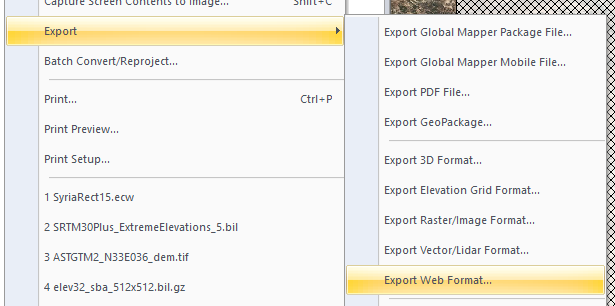 Capture Screen Contents to Image... Shift+C
Export
Batch Convert/Reproject...
Print... Ctrl+P
Print Preview...
Print Setup...
1 SyriaRect15.ecw
2 SRTM30Plus_ExtremeElevations_5.bil
3 ASTGTM2_N33E036_dem.tif
4 elev32_sba_512x512.bil.gz
Export Global Mapper Package File...
Export Global Mapper Mobile File...
Export PDF File...
Export GeoPackage...
Export 3D Format...
Export Elevation Grid Format...
Export Raster/Image Format...
Export Vector/Lidar Format...
Export Web Format...